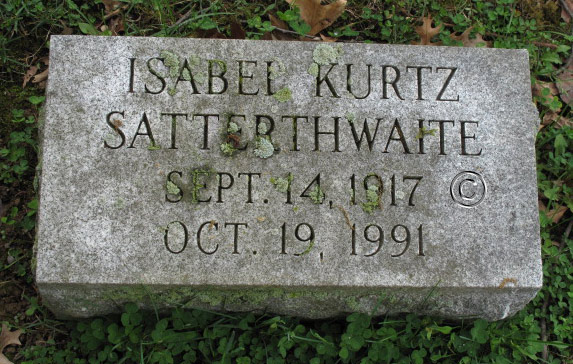 ISABEL KURTZ
SATTERTHWAITE
SEPT. 14, 1917 ©
OCT. 19, 1991